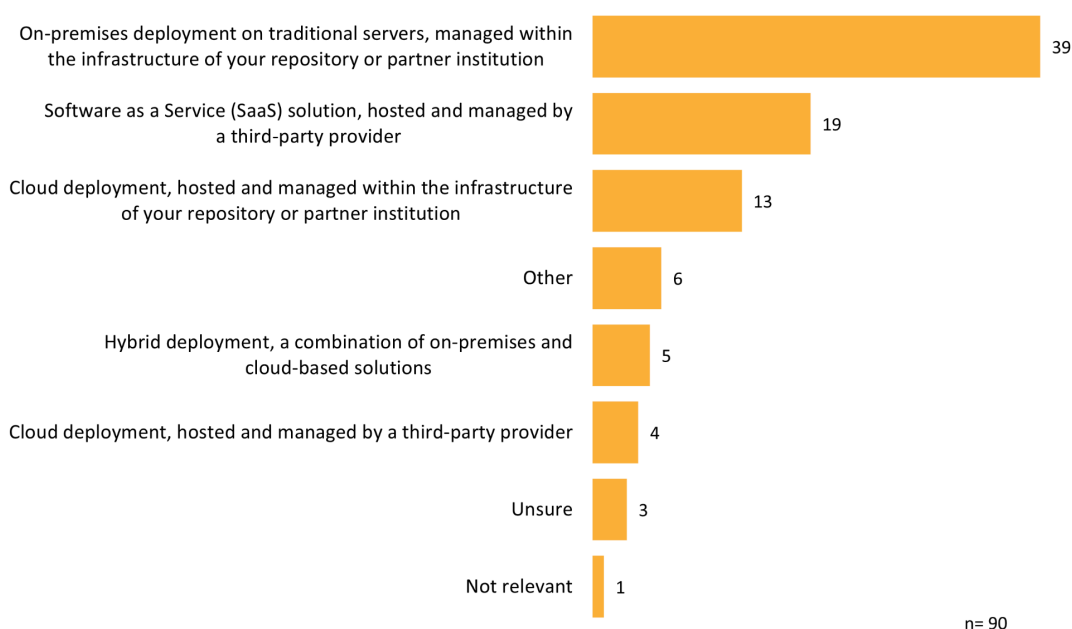 On-premises deployment on traditional servers, managed within
the infrastructure of your repository or partner institution
39
Software as a Service (SaaS) solution, hosted and managed by
a third-party provider
19
Cloud deployment, hosted and managed within the infrastructure
of your repository or partner institution
13
Other
6
Hybrid deployment, a combination of on-premises and
cloud-based solutions
5
Cloud deployment, hosted and managed by a third-party provider
4
Unsure
3
Not relevant
1
n= 90